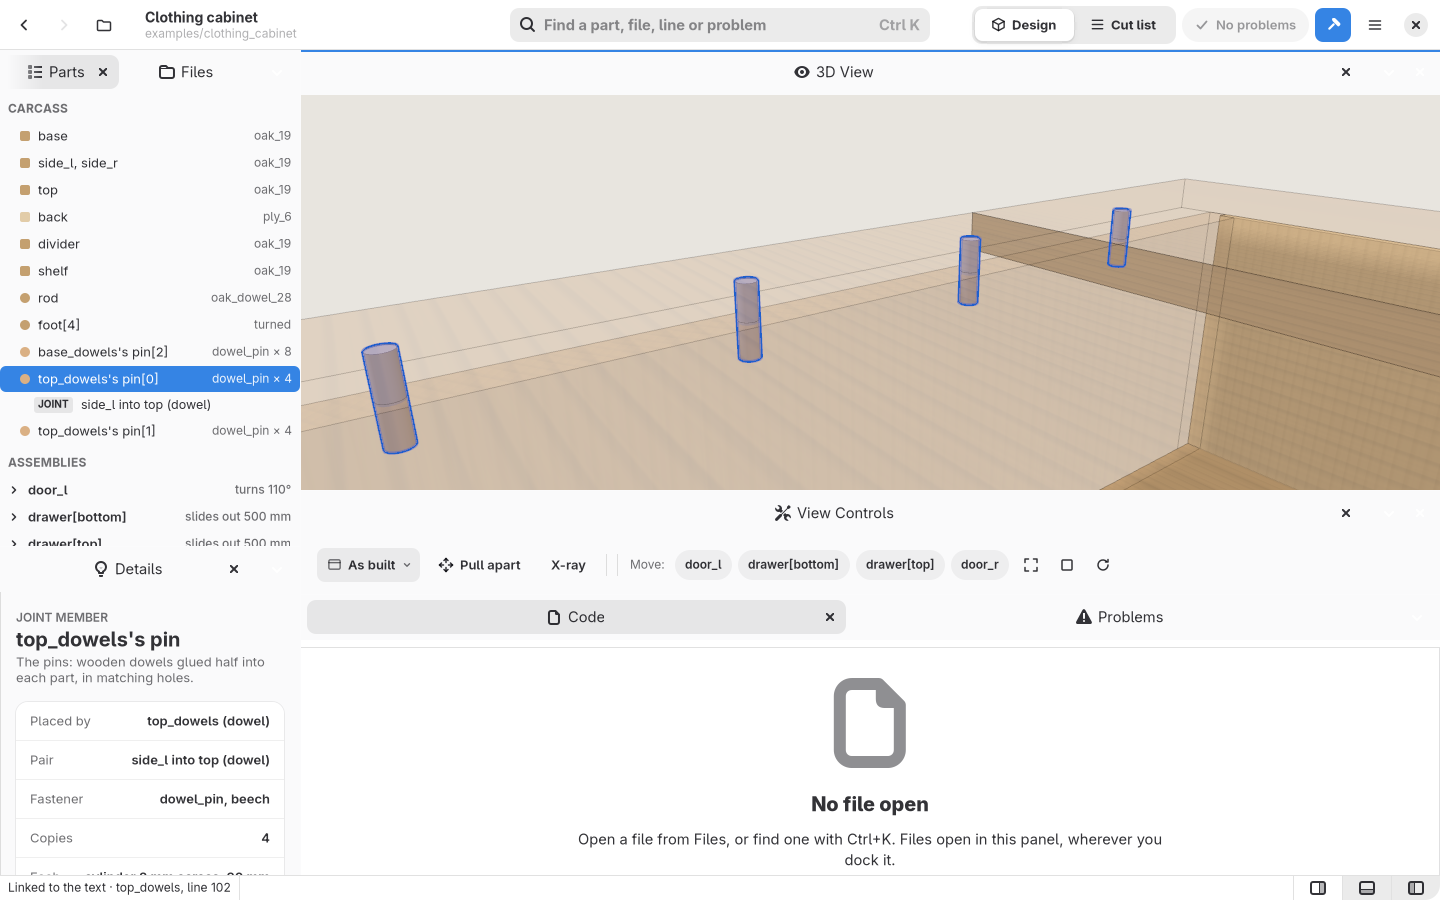 Clothing cabinet
examples/clothing_cabinet
Find a part, file, line or problem
Ctrl K
Design
Cut list
No problems
Parts
Files
3D View
CARCASS
base oak_19
side_l, side_r oak_19
top oak_19
back ply_6
divider oak_19
shelf oak_19
rod oak_dowel_28
foot[4] turned
base_dowels's pin[2] dowel_pin × 8
top_dowels's pin[0] dowel_pin × 4
JOINT side_l into top (dowel)
top_dowels's pin[1] dowel_pin × 4
ASSEMBLIES
door_l turns 110°
drawer[bottom] slides out 500 mm
drawer[top] slides out 500 mm
View Controls
As built
Pull apart
X-ray
Move:
door_l
drawer[bottom]
drawer[top]
door_r
Details
JOINT MEMBER
top_dowels's pin
The pins: wooden dowels glued half into
each part, in matching holes.
Placed by top_dowels (dowel)
Pair side_l into top (dowel)
Fastener dowel_pin, beech
Copies 4
Code
Problems
No file open
Open a file from Files, or find one with Ctrl+K. Files open in this panel, wherever you
dock it.
Linked to the text · top_dowels, line 102